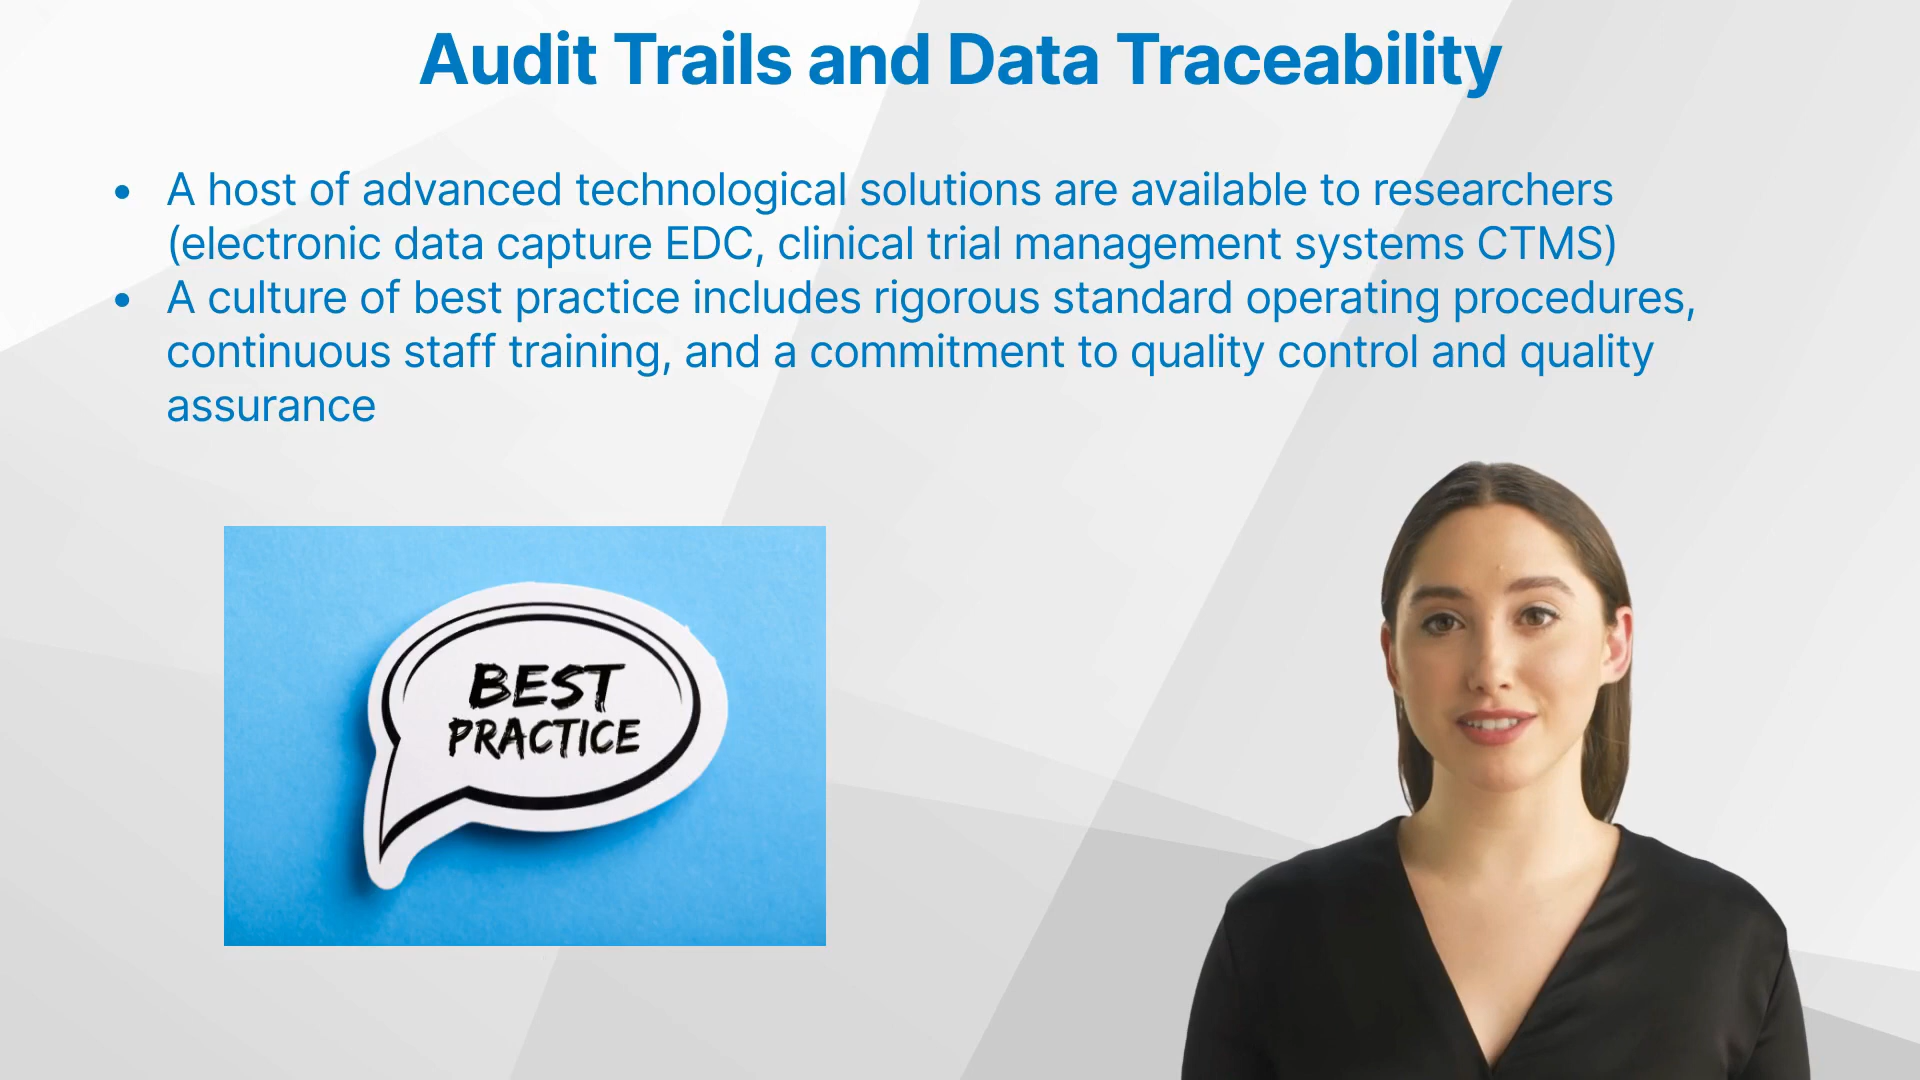 Audit Trails and Data Traceability
• A host of advanced technological solutions are available to researchers
(electronic data capture EDC, clinical trial management systems CTMS)
• A culture of best practice includes rigorous standard operating procedures,
continuous staff training, and a commitment to quality control and quality
assurance
BEST
PRACTICE